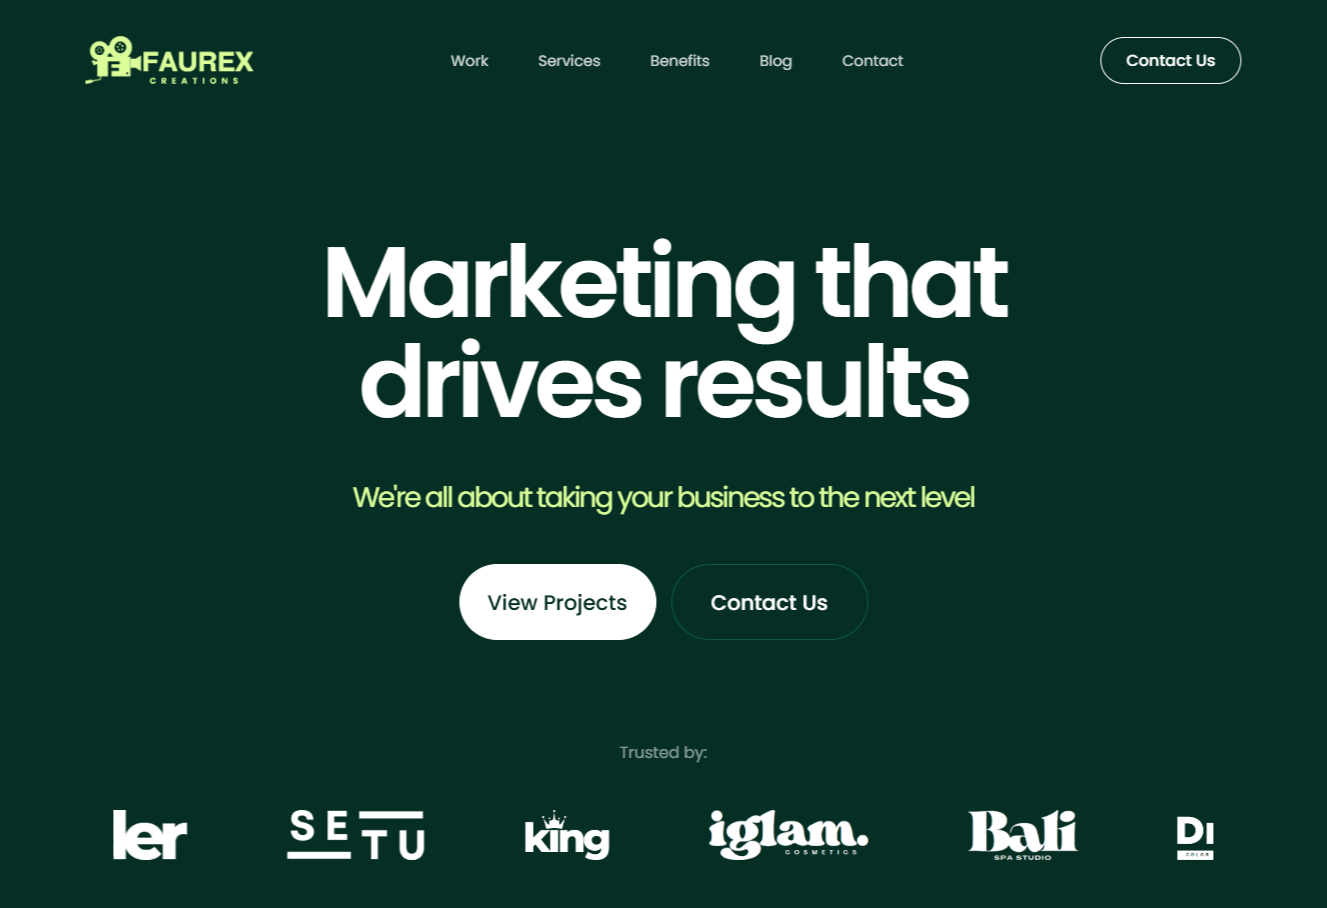 FAUREX
CREATIONS
Work Services Benefits Blog Contact
Contact Us
Marketing that
drives results
We're all about taking your business to the next level
View Projects
Contact Us
Trusted by:
ler
SETU
king
iglam.
COSMETICS
Bali
SPA STUDIO
DI
COLOR